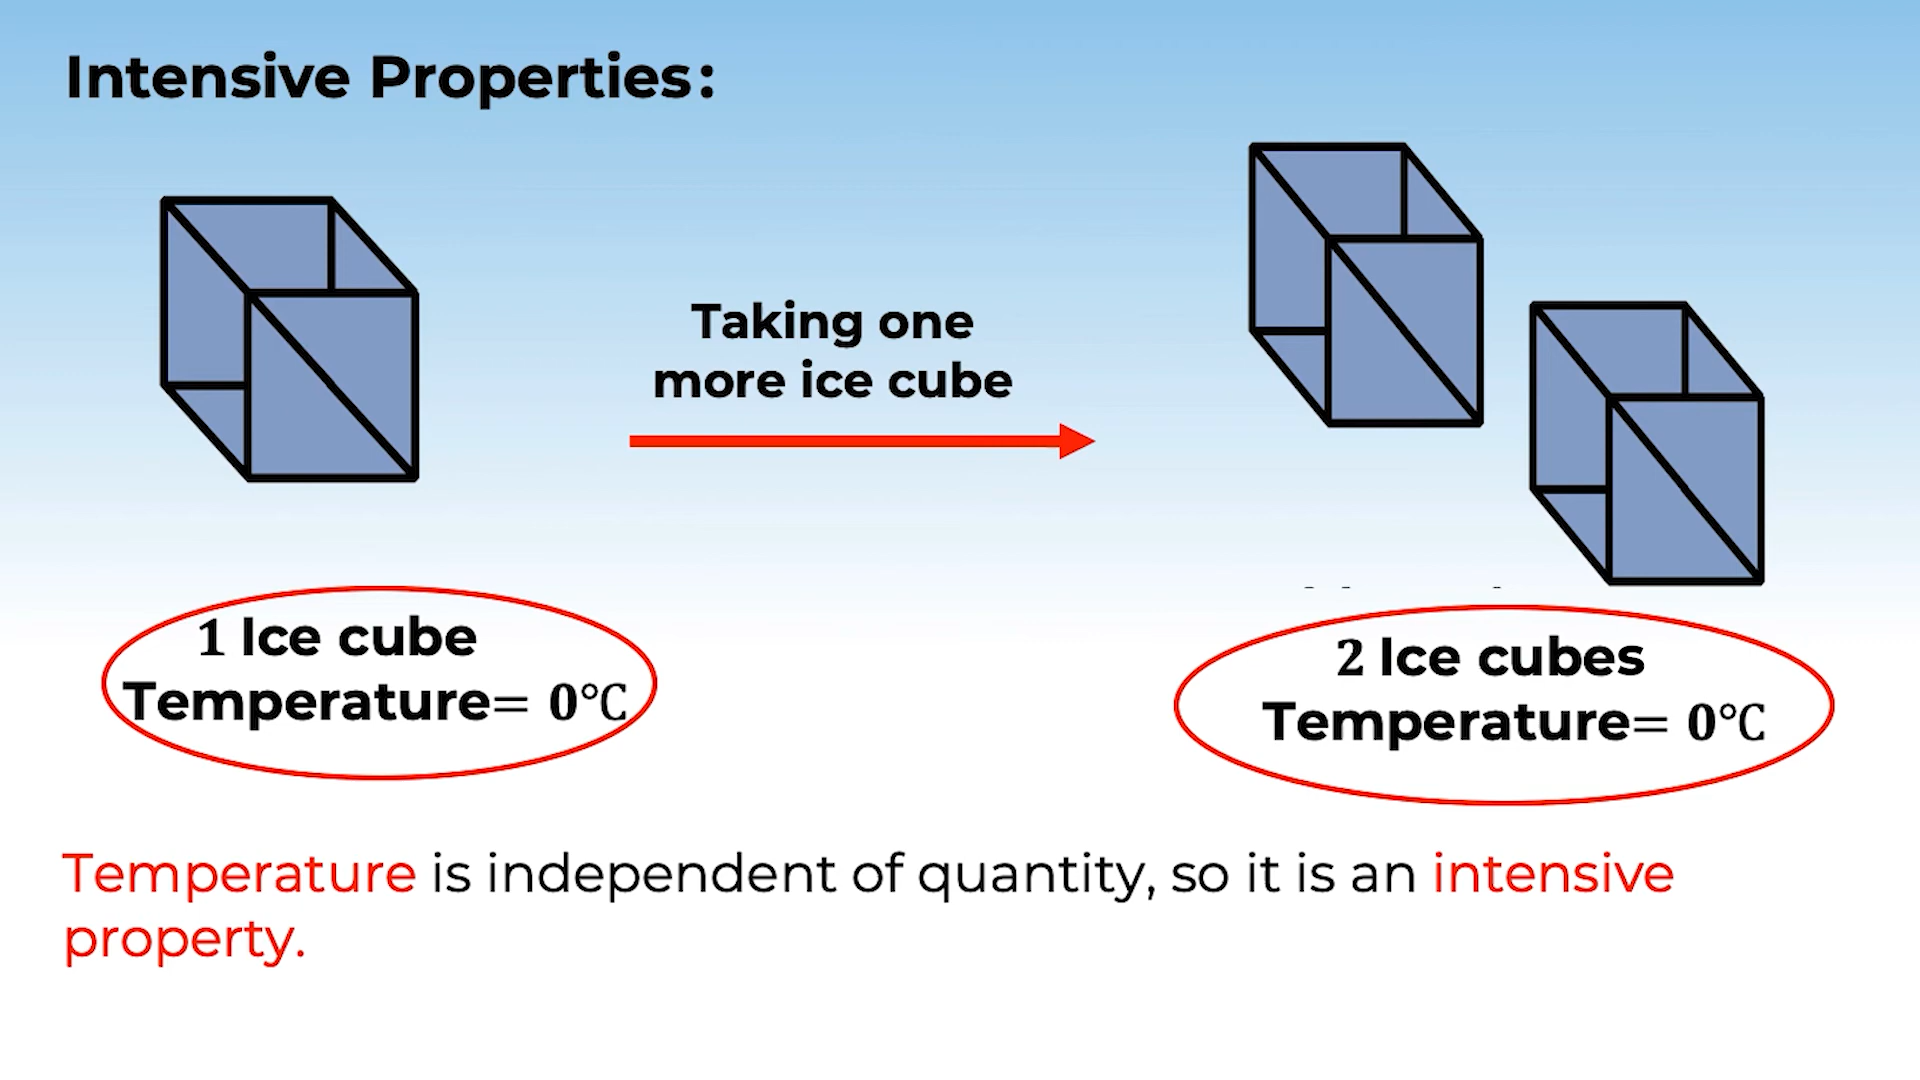 Intensive Properties:
Taking one
more ice cube
1 Ice cube
Temperature= 0°C
2 Ice cubes
Temperature= 0°C
Temperature is independent of quantity, so it is an intensive
property.